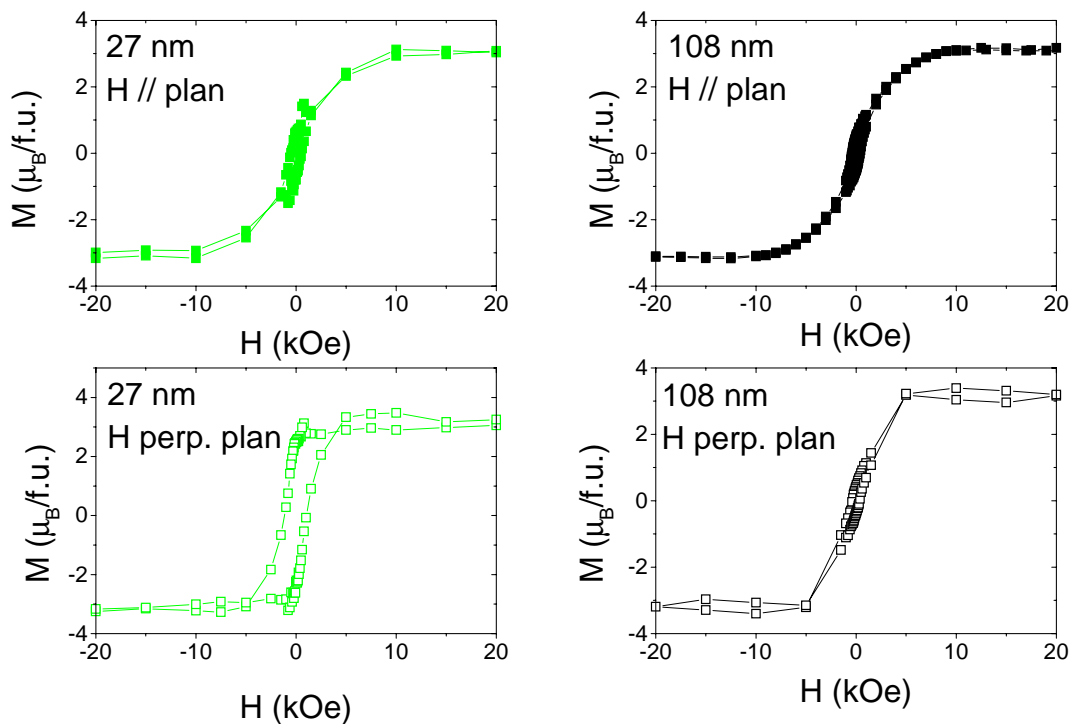 4
2
0
-2
-4
M (μB/f.u.)
27 nm
H // plan
-20 -10 0 10 20
H (kOe)
4
2
0
-2
-4
M (μB/f.u.)
108 nm
H // plan
-20 -10 0 10 20
H (kOe)
4
2
0
-2
-4
M (μB/f.u.)
27 nm
H perp. plan
-20 -10 0 10 20
H (kOe)
4
2
0
-2
-4
M (μB/f.u.)
108 nm
H perp. plan
-20 -10 0 10 20
H (kOe)